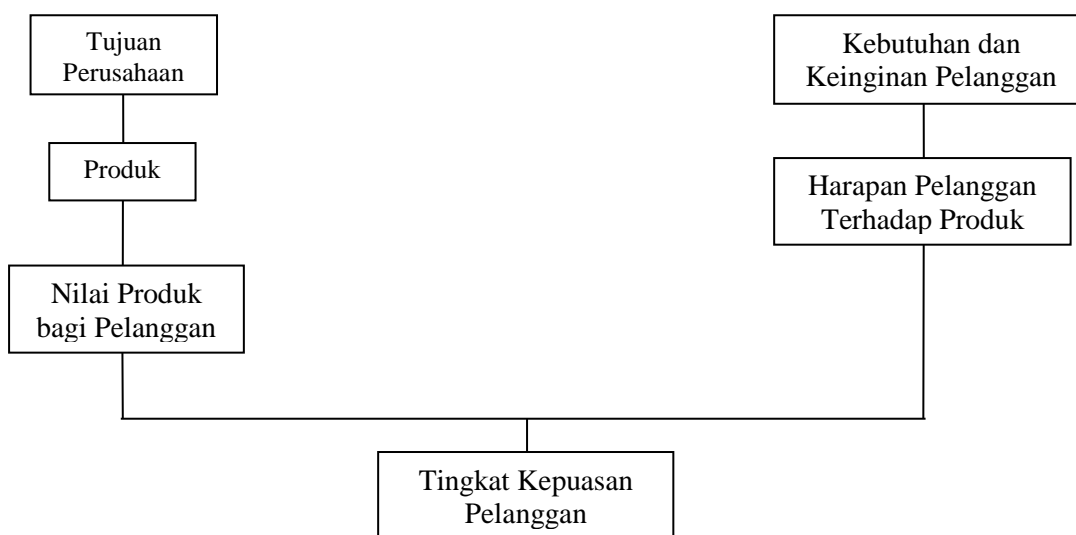 Tujuan
Perusahaan
Produk
Nilai Produk
bagi Pelanggan
Kebutuhan dan
Keinginan Pelanggan
Harapan Pelanggan
Terhadap Produk
Tingkat Kepuasan
Pelanggan